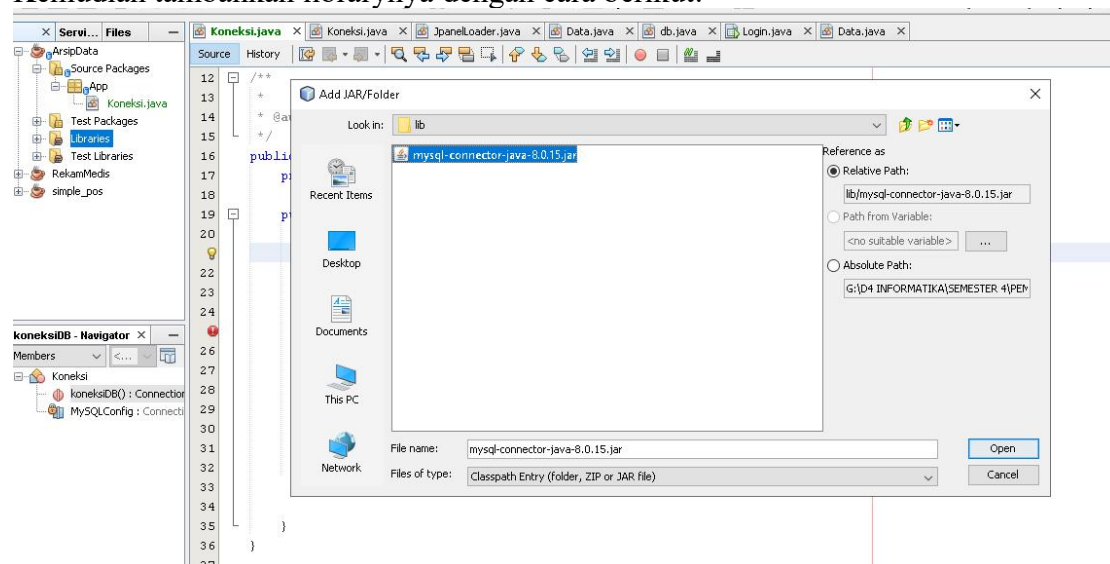 Kemudian tambahkan librarynya dengan cara berikut:
Servi... Files
Koneksi.java Koneksi.java JpanelLoader.java Data.java db.java Login.java Data.java
ArsipData
Source Packages
App
Koneksi.java
Test Packages
Libraries
Test Libraries
RekamMedis
simple_pos
Source History
12 /**
13 *
14 * @au
15 */
16 public
17 pr
18
19 pu
20
22
23
24
26
27
28
29
30
31
32
33
34
35 }
36 }
37
Add JAR/Folder
Look in: lib
mysql-connector-java-8.0.15.jar
Recent Items
Desktop
Documents
This PC
Network
Reference as
Relative Path:
lib/mysql-connector-java-8.0.15.jar
Path from Variable:
<no suitable variable> ...
Absolute Path:
G:\D4 INFORMATIKA\SEMESTER 4\PEM
File name: mysql-connector-java-8.0.15.jar Open
Files of type: Classpath Entry (folder, ZIP or JAR file) Cancel
koneksiDB - Navigator
Members <...
Koneksi
koneksiDB() : Connection
MySQLConfig : Connecti